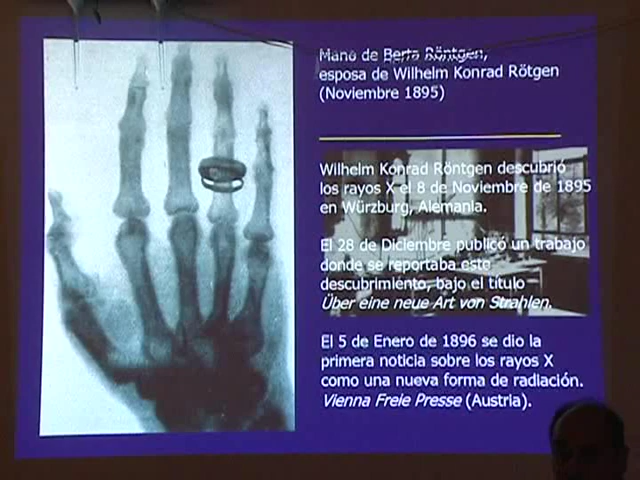 Mano de Berta Röntgen,
esposa de Wilhelm Konrad Rötgen
(Noviembre 1895)
Wilhelm Konrad Röntgen descubrió
los rayos X el 8 de Noviembre de 1895
en Würzburg, Alemania.
El 28 de Diciembre publicó un trabajo
donde se reportaba este
descubrimiento, bajo el título
Über eine neue Art von Strahlen.
El 5 de Enero de 1896 se dio la
primera noticia sobre los rayos X
como una nueva forma de radiación.
Vienna Freie Presse (Austria).